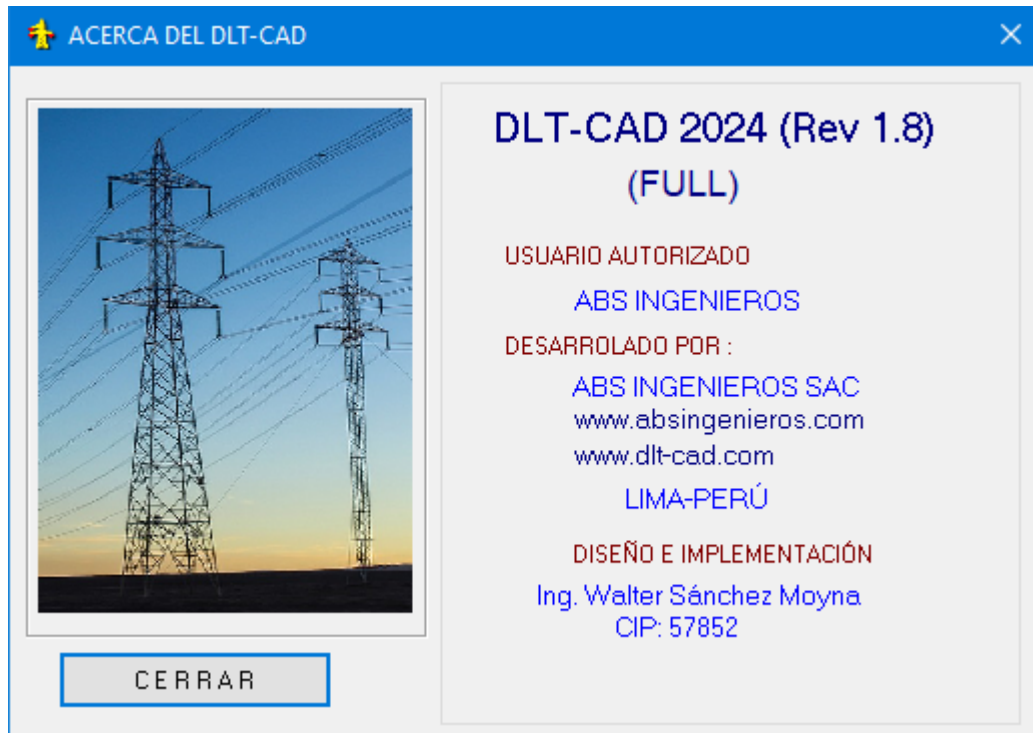 ACERCA DEL DLT-CAD
DLT-CAD 2024 (Rev 1.8)
(FULL)
USUARIO AUTORIZADO
ABS INGENIEROS
DESARROLADO POR :
ABS INGENIEROS SAC
www.absingenieros.com
www.dlt-cad.com
LIMA-PERÚ
DISEÑO E IMPLEMENTACIÓN
Ing. Walter Sánchez Moyna
CIP: 57852
CERRAR